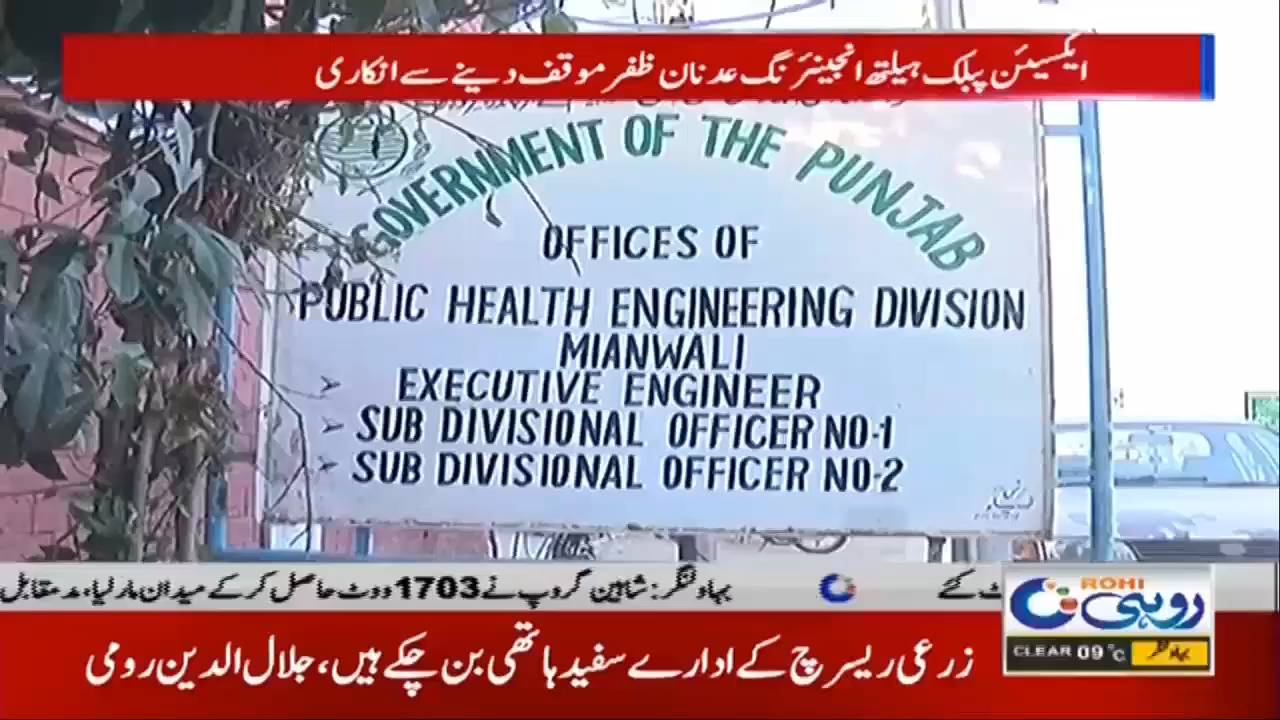 ایکسیئن پبلک ہیلتھ انجینئرنگ عدنان ظفر موقف دینے سے انکاری
GOVERNMENT OF THE PUNJAB
OFFICES OF
PUBLIC HEALTH ENGINEERING DIVISION
MIANWALI
➢ EXECUTIVE ENGINEER
➢ SUB DIVISIONAL OFFICER NO-1
➢ SUB DIVISIONAL OFFICER NO-2
بہاولنگر: شاہین گروپ نے 1703 ووٹ حاصل کر کے میدان مار لیا، مدمقابل
ROHI
روہی
CLEAR 09 °C بہاولنگر
زرعی ریسرچ کے ادارے سفید ہاتھی بن چکے ہیں، جلال الدین رومی